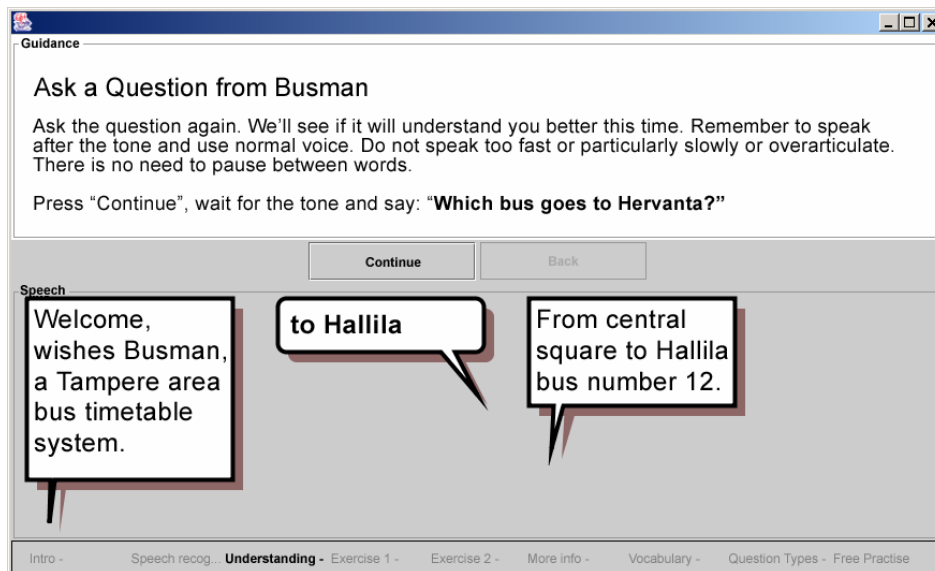 Guidance
Ask a Question from Busman
Ask the question again. We'll see if it will understand you better this time. Remember to speak
after the tone and use normal voice. Do not speak too fast or particularly slowly or overarticulate.
There is no need to pause between words.
Press “Continue”, wait for the tone and say: “Which bus goes to Hervanta?”
Continue
Back
Speech
Welcome,
wishes Busman,
a Tampere area
bus timetable
system.
to Hallila
From central
square to Hallila
bus number 12.
Intro - Speech recog... Understanding - Exercise 1 - Exercise 2 - More info - Vocabulary - Question Types - Free Practise